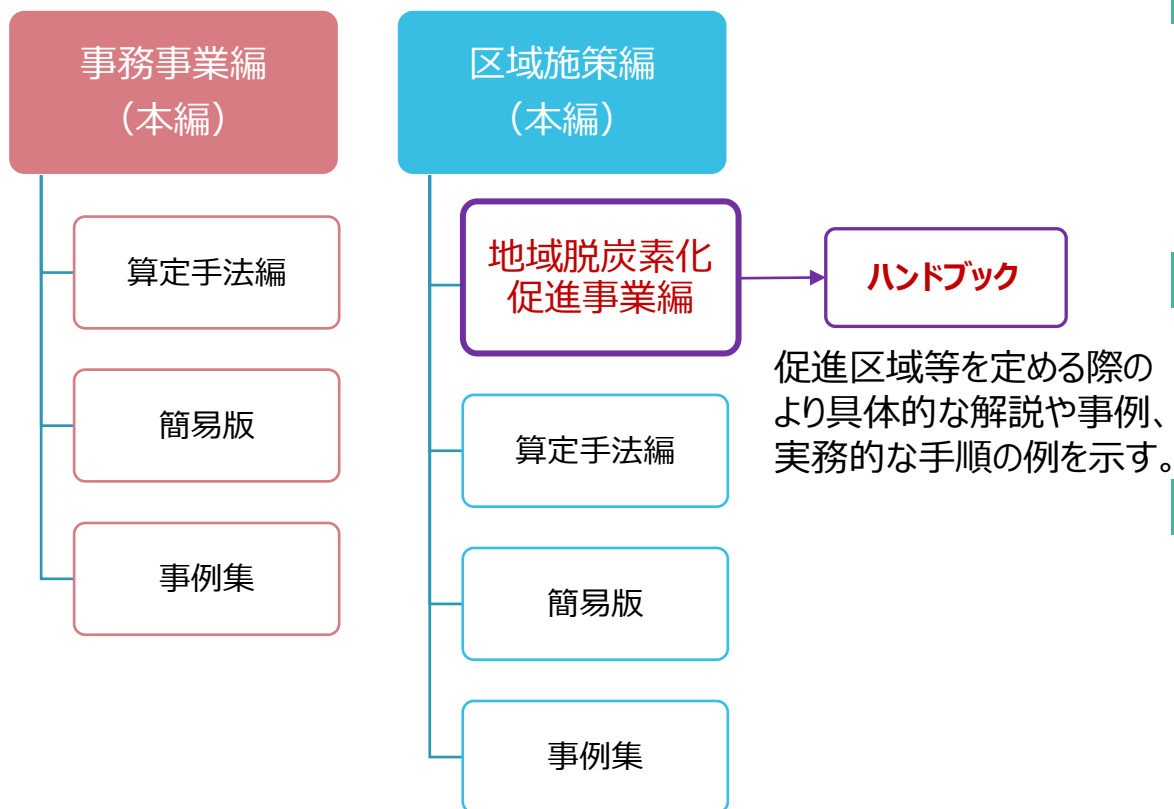 事務事業編
（本編）
算定手法編
簡易版
事例集
区域施策編
（本編）
地域脱炭素化
促進事業編
ハンドブック
促進区域等を定める際の
より具体的な解説や事例、
実務的な手順の例を示す。
算定手法編
簡易版
事例集